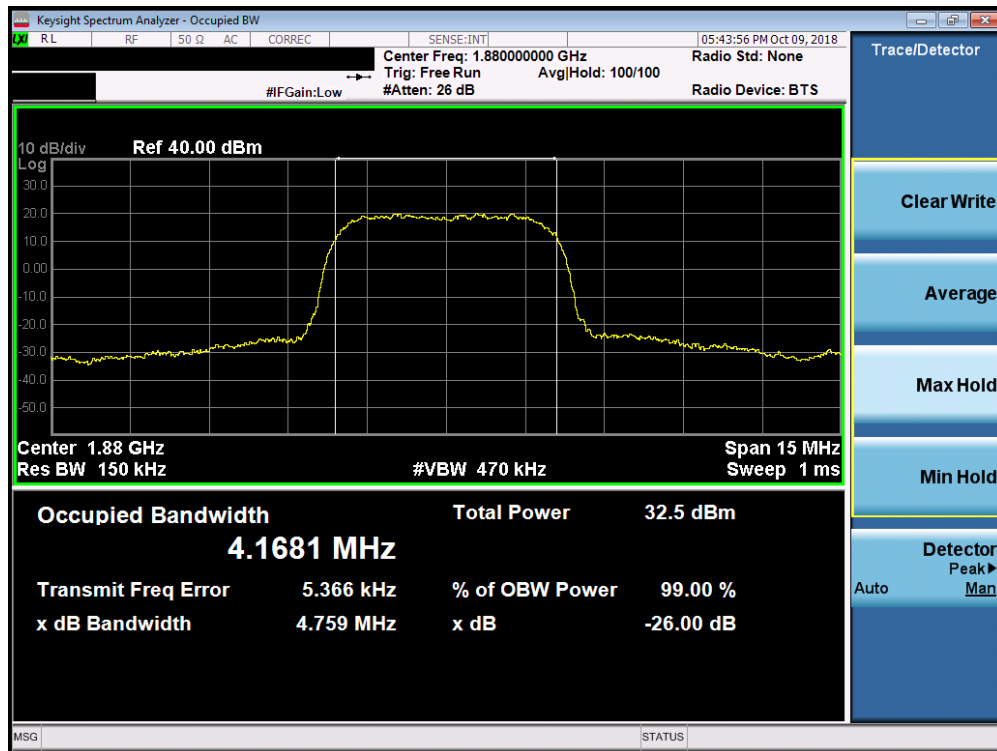 Keysight Spectrum Analyzer - Occupied BW
LXI RL RF 50 Ω AC CORREC SENSE:INT 05:43:56 PM Oct 09, 2018
Center Freq: 1.880000000 GHz Radio Std: None
Trig: Free Run Avg|Hold: 100/100
#IFGain:Low #Atten: 26 dB Radio Device: BTS
10 dB/div Ref 40.00 dBm
Log
30.0
20.0
10.0
0.00
-10.0
-20.0
-30.0
-40.0
-50.0
Center 1.88 GHz Span 15 MHz
Res BW 150 kHz #VBW 470 kHz Sweep 1 ms
Occupied Bandwidth Total Power 32.5 dBm
4.1681 MHz
Transmit Freq Error 5.366 kHz % of OBW Power 99.00 %
x dB Bandwidth 4.759 MHz x dB -26.00 dB
Trace/Detector
Clear Write
Average
Max Hold
Min Hold
Detector
Peak▶
Auto Man
MSG STATUS